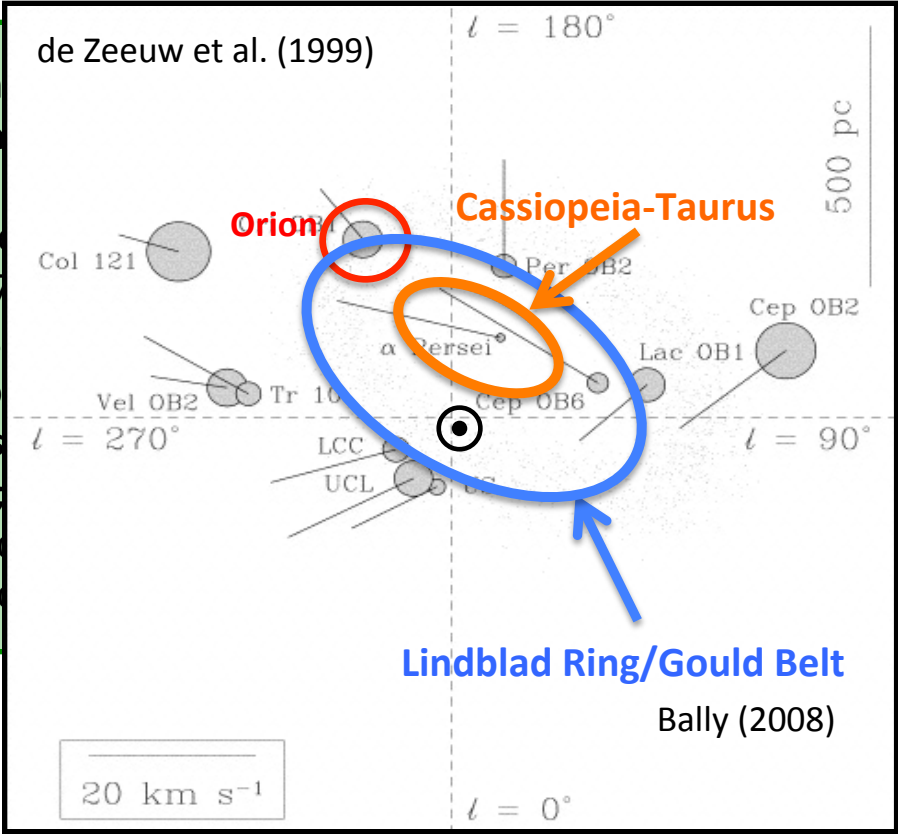 ℓ = 180°
de Zeeuw et al. (1999)
500 pc
Cassiopeia-Taurus
Orion
Col 121
Per OB2
Cep OB2
α Persei
Lac OB1
Vel OB2
Tr 10
Cep OB6
ℓ = 270°
ℓ = 90°
LCC
UCL
US
Lindblad Ring/Gould Belt
Bally (2008)
20 km s⁻¹
ℓ = 0°